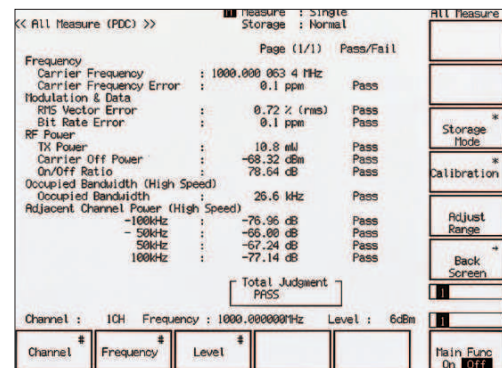 << All Measure (PDC) >>
Measure : Single
Storage : Normal
Page (1/1) Pass/Fail
Frequency
Carrier Frequency : 1000.000 063 4 MHz
Carrier Frequency Error : 0.1 ppm Pass
Modulation & Data
RMS Vector Error : 0.72 % (rms) Pass
Bit Rate Error : 0.1 ppm Pass
RF Power
TX Power : 10.8 mW Pass
Carrier Off Power : -68.32 dBm Pass
On/Off Ratio : 78.64 dB Pass
Occupied Bandwidth (High Speed)
Occupied Bandwidth : 26.6 kHz Pass
Adjacent Channel Power (High Speed)
-100kHz : -76.96 dB Pass
- 50kHz : -66.00 dB Pass
50kHz : -67.24 dB Pass
100kHz : -77.14 dB Pass
Total Judgment
PASS
Channel : 1CH Frequency : 1000.000000MHz Level : 6dBm
# Channel
# Frequency
# Level
All Measure
*
Storage
Mode
*
Calibration
Adjust
Range
→
Back
Screen
1
1
Main Func
On Off